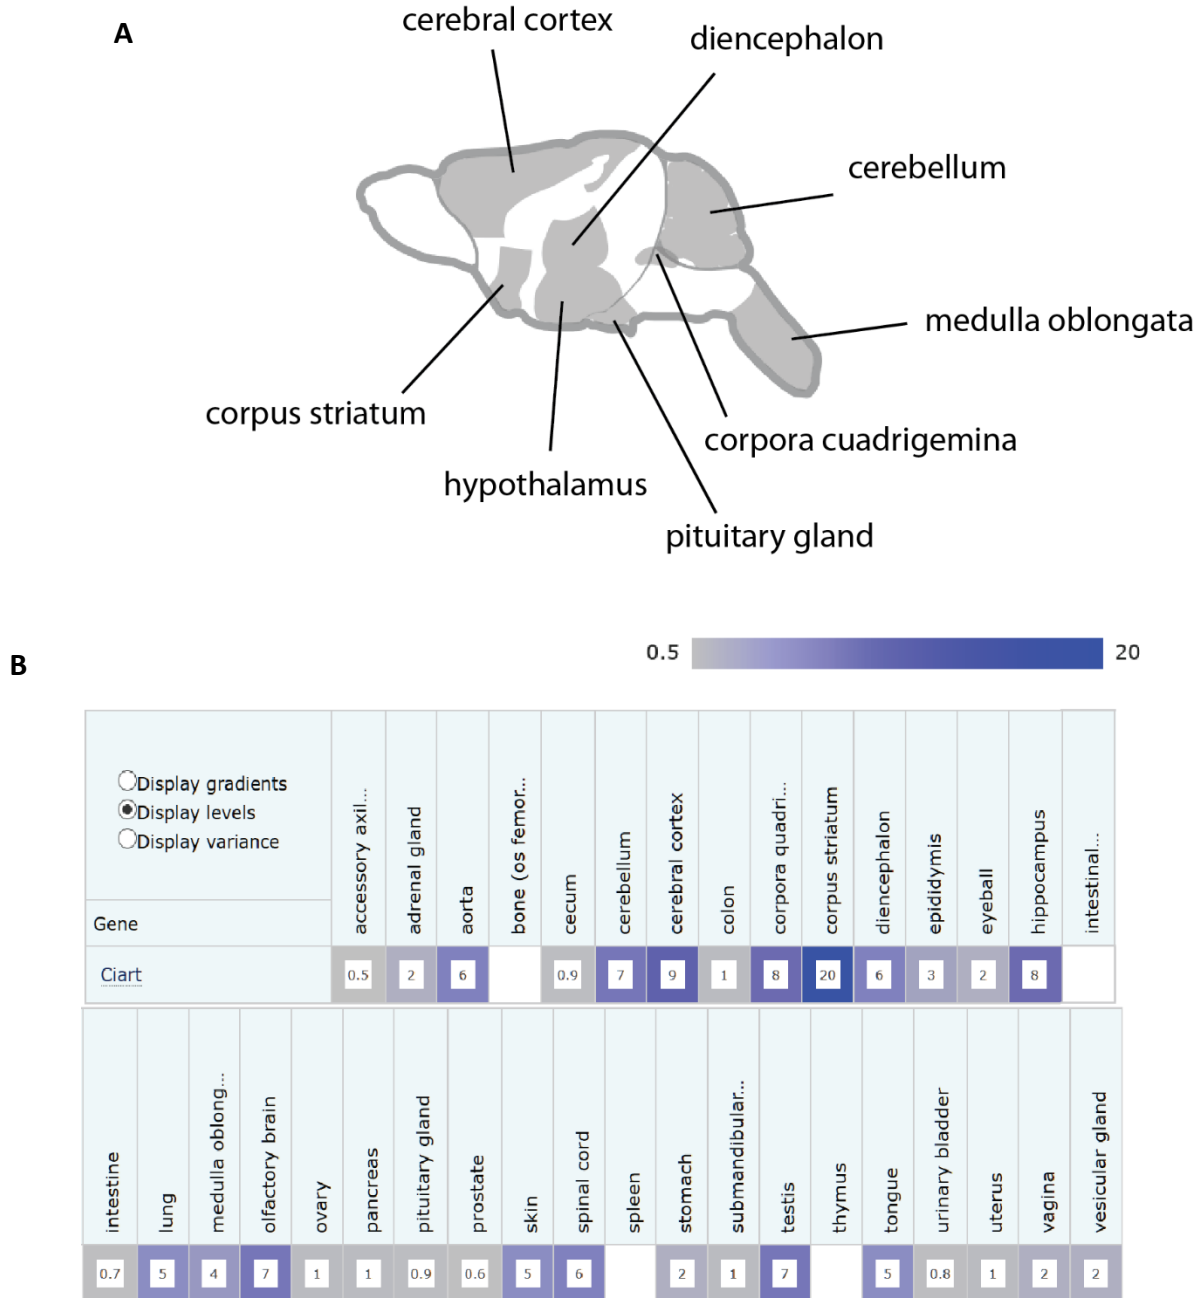 A
cerebral cortex
diencephalon
cerebellum
medulla oblongata
corpus striatum
corpora cuadrigemina
hypothalamus
pituitary gland
B
0.5
20
Display gradients
Display levels
Display variance
Gene
accessory axil...
adrenal gland
aorta
bone (os femor...
cecum
cerebellum
cerebral cortex
colon
corpora quadri...
corpus striatum
diencephalon
epididymis
eyeball
hippocampus
intestinal...
Ciart 0.5 2 6 0.9 7 9 1 8 20 6 3 2 8
intestine
lung
medulla oblong...
olfactory brain
ovary
pancreas
pituitary gland
prostate
skin
spinal cord
spleen
stomach
submandibular...
testis
thymus
tongue
urinary bladder
uterus
vagina
vesicular gland
0.7 5 4 7 1 1 0.9 0.6 5 6 2 1 7 5 0.8 1 2 2